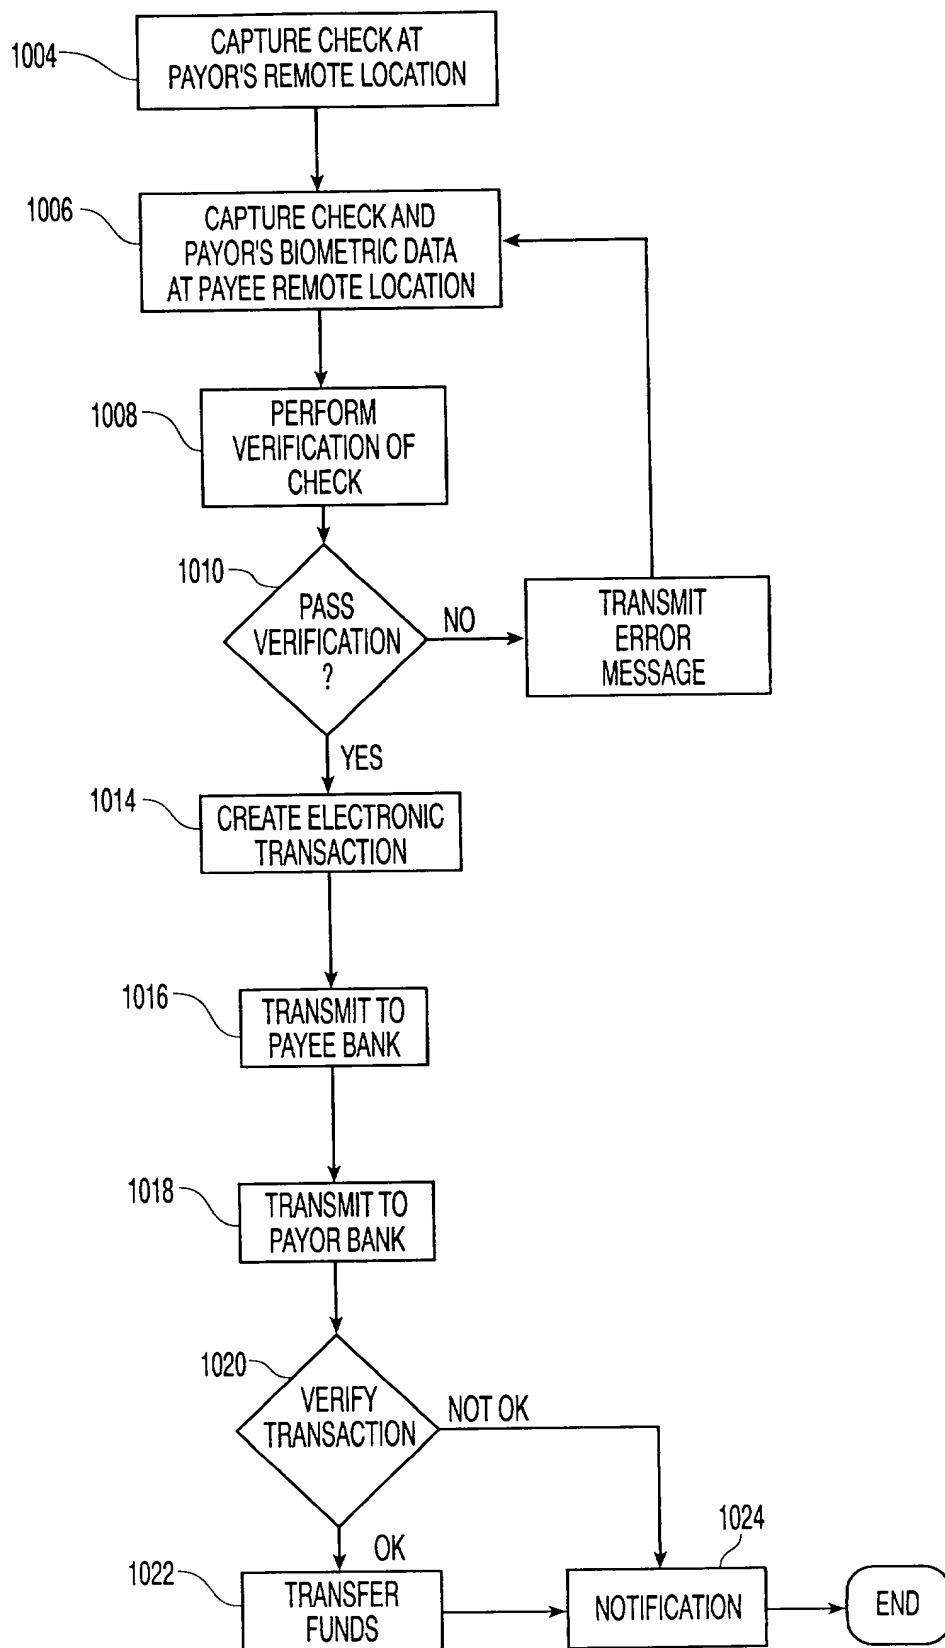 1004
CAPTURE CHECK AT
PAYOR'S REMOTE LOCATION
1006
CAPTURE CHECK AND
PAYOR'S BIOMETRIC DATA
AT PAYEE REMOTE LOCATION
1008
PERFORM
VERIFICATION OF
CHECK
1010
PASS
VERIFICATION
?
NO
TRANSMIT
ERROR
MESSAGE
YES
1014
CREATE ELECTRONIC
TRANSACTION
1016
TRANSMIT TO
PAYEE BANK
1018
TRANSMIT TO
PAYOR BANK
1020
VERIFY
TRANSACTION
NOT OK
OK
1022
TRANSFER
FUNDS
1024
NOTIFICATION
END